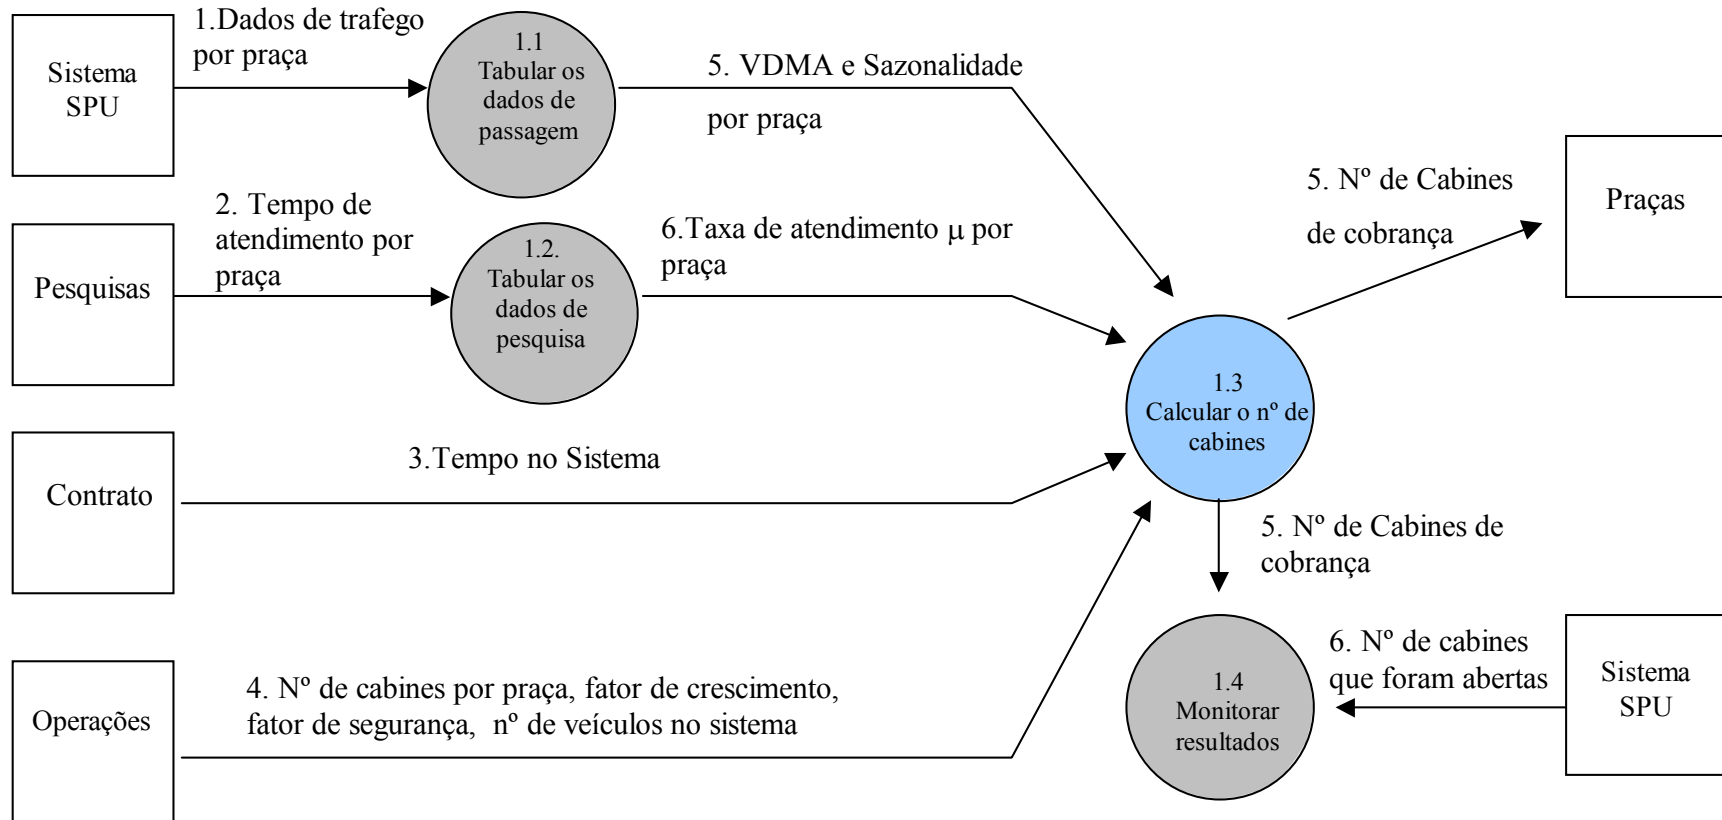 Sistema
SPU
1.Dados de trafego
por praça
1.1
Tabular os
dados de
passagem
5. VDMA e Sazonalidade
por praça
Pesquisas
2. Tempo de
atendimento por
praça
1.2.
Tabular os
dados de
pesquisa
6.Taxa de atendimento μ por
praça
5. Nº de Cabines
de cobrança
Praças
1.3
Calcular o nº de
cabines
Contrato
3.Tempo no Sistema
5. Nº de Cabines de
cobrança
Operações
4. Nº de cabines por praça, fator de crescimento,
fator de segurança, nº de veículos no sistema
1.4
Monitorar
resultados
6. Nº de cabines
que foram abertas
Sistema
SPU